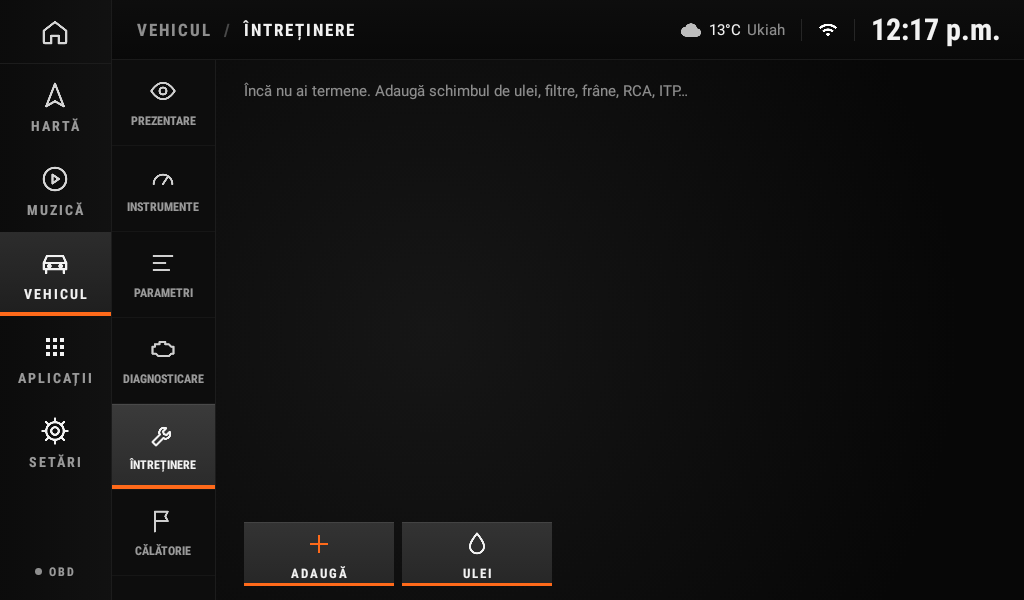 VEHICUL / ÎNTREȚINERE
13°C Ukiah
12:17 p.m.
HARTĂ
MUZICĂ
VEHICUL
APLICAȚII
SETĂRI
OBD
PREZENTARE
INSTRUMENTE
PARAMETRI
DIAGNOSTICARE
ÎNTREȚINERE
CĂLĂTORIE
Încă nu ai termene. Adaugă schimbul de ulei, filtre, frâne, RCA, ITP…
ADAUGĂ
ULEI